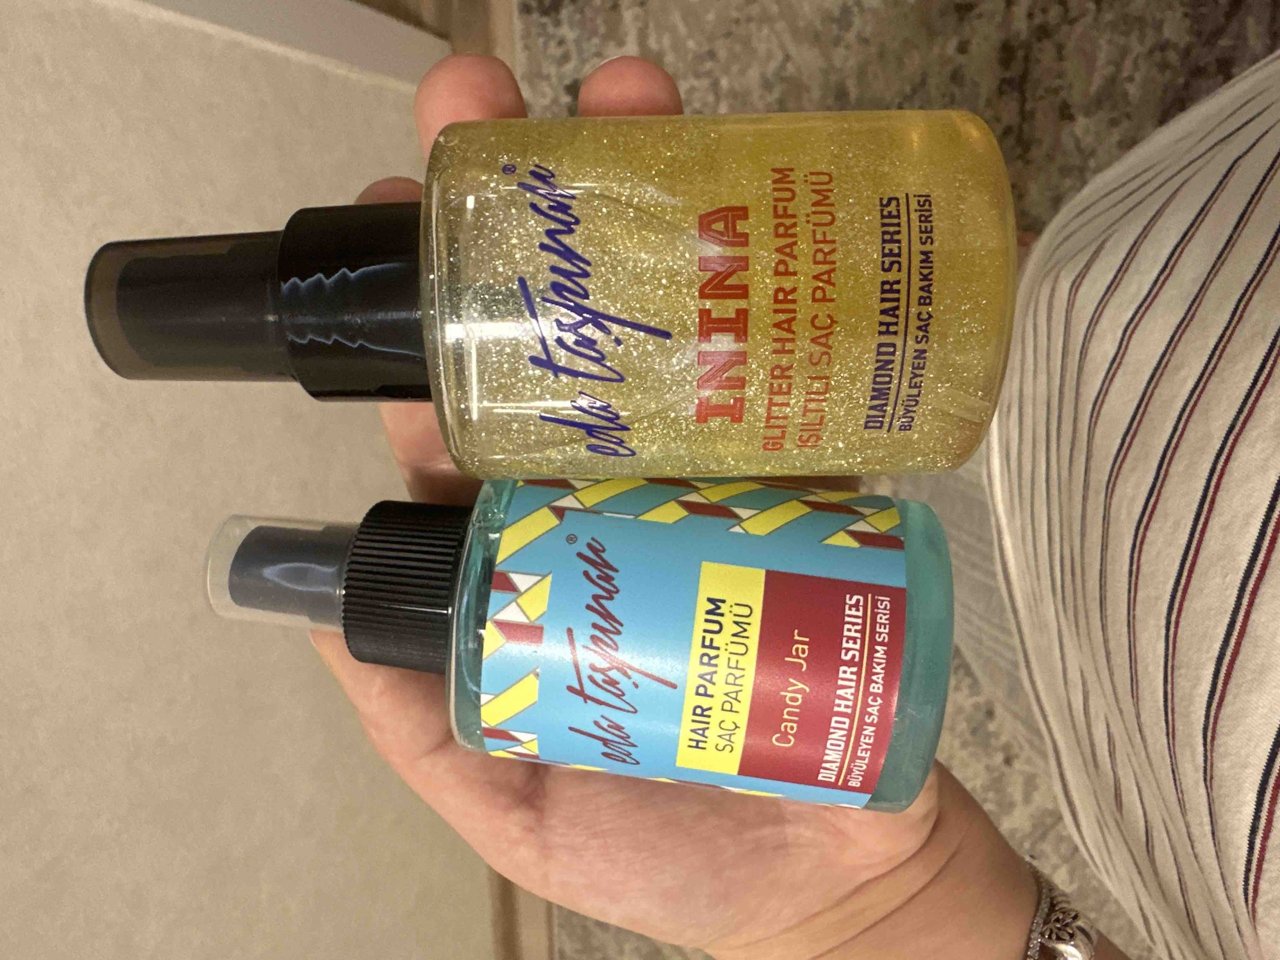 eda taşpınar®
ININA
GLITTER HAIR PARFUM
IŞILTILI SAÇ PARFÜMÜ
DIAMOND HAIR SERIES
BÜYÜLEYEN SAÇ BAKIM SERİSİ
eda taşpınar®
HAIR PARFUM
SAÇ PARFÜMÜ
Candy Jar
DIAMOND HAIR SERIES
BÜYÜLEYEN SAÇ BAKIM SERİSİ